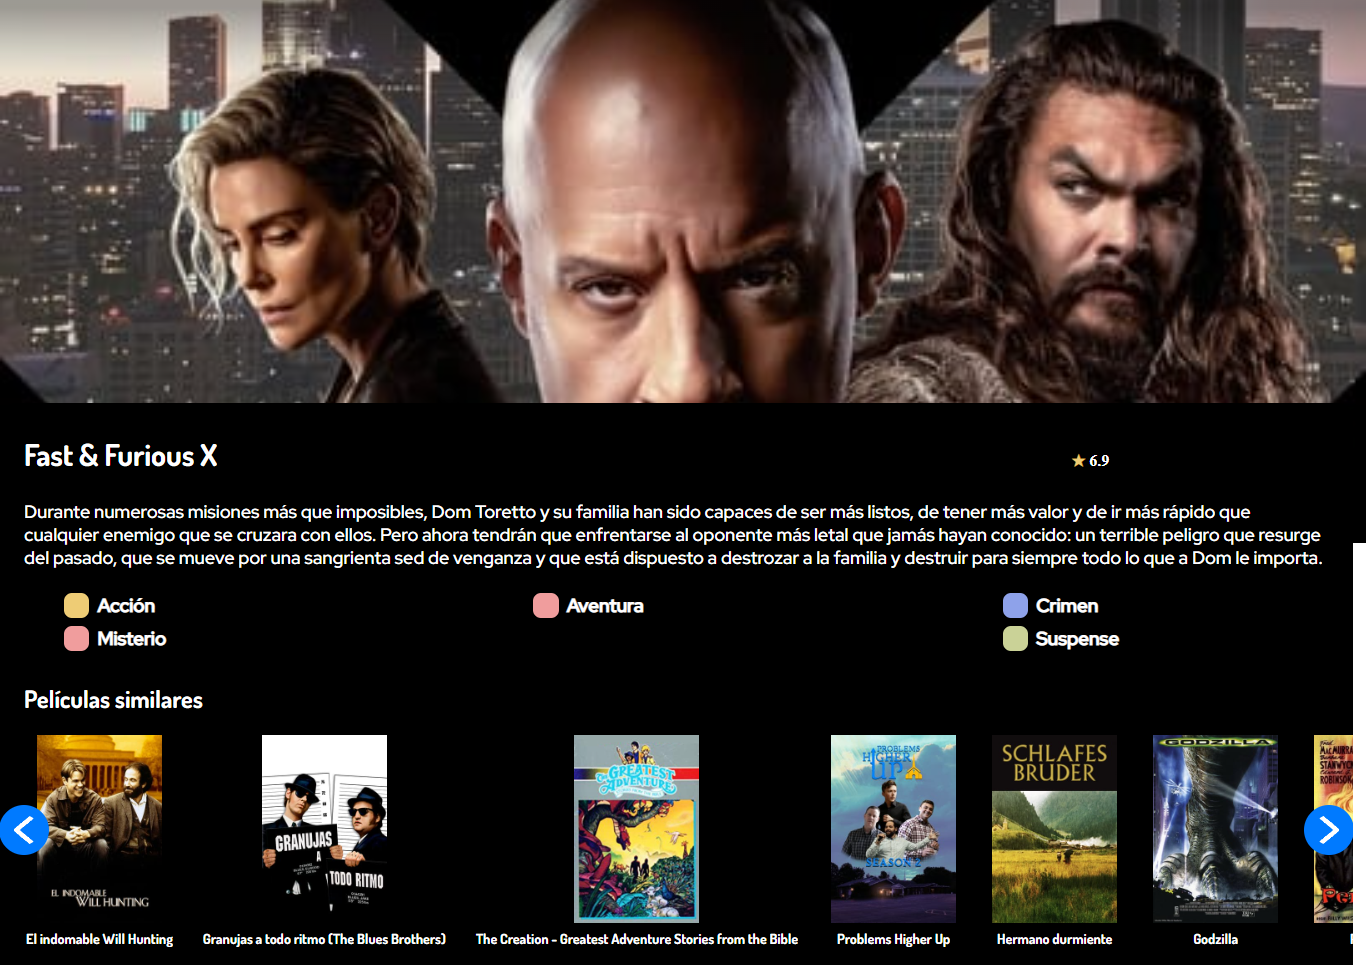 Fast & Furious X
★ 6.9
Durante numerosas misiones más que imposibles, Dom Toretto y su familia han sido capaces de ser más listos, de tener más valor y de ir más rápido que
cualquier enemigo que se cruzara con ellos. Pero ahora tendrán que enfrentarse al oponente más letal que jamás hayan conocido: un terrible peligro que resurge
del pasado, que se mueve por una sangrienta sed de venganza y que está dispuesto a destrozar a la familia y destruir para siempre todo lo que a Dom le importa.
Acción
Aventura
Crimen
Misterio
Suspense
Películas similares
EL INDOMABLE
WILL HUNTING
GRANUJAS
A
TODO RITMO
GREATEST
ADVENTURE
PROBLEMS
HIGHER
UP
SEASON 2
SCHLAFES
BRUDER
GODZILLA
MACMURRAY
STANWYCK
ROBINSON
El indomable Will Hunting
Granujas a todo ritmo (The Blues Brothers)
The Creation - Greatest Adventure Stories from the Bible
Problems Higher Up
Hermano durmiente
Godzilla